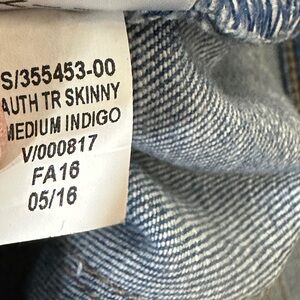 S/355453-00
AUTH TR SKINNY
MEDIUM INDIGO
V/000817
FA16
05/16